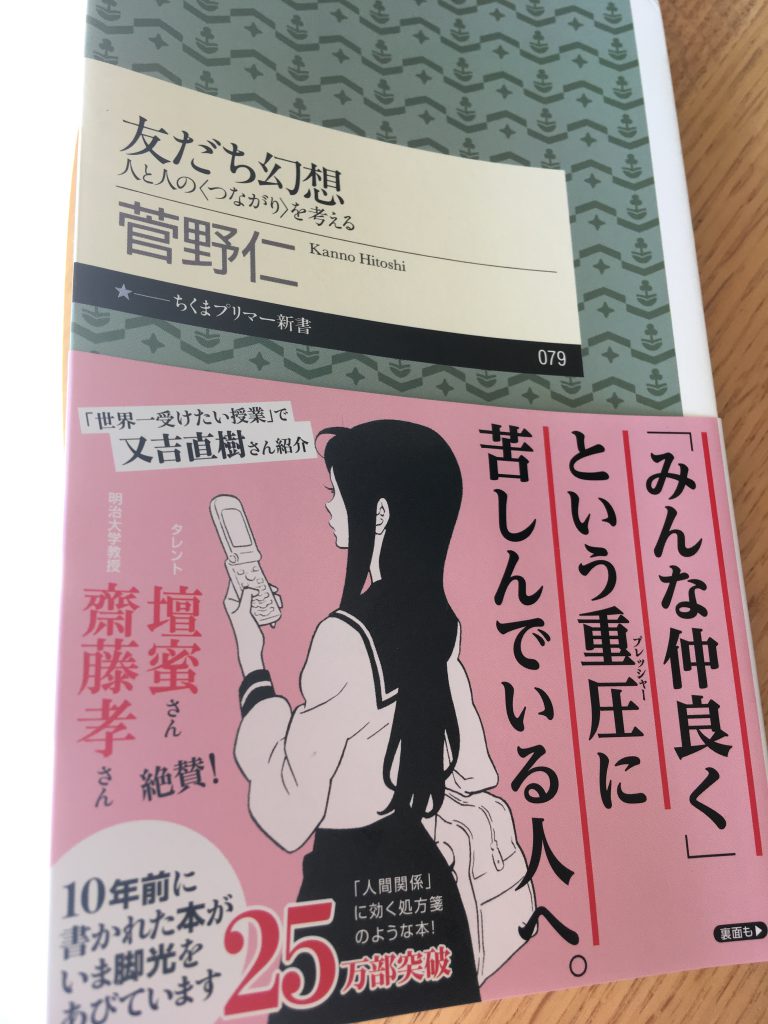 友だち幻想
人と人の〈つながり〉を考える
菅野仁 Kanno Hitoshi
★──ちくまプリマー新書
079
「みんな仲良く」
という重圧に
プレッシャー
苦しんでいる人へ。
「世界一受けたい授業」で
又吉直樹さん紹介
タレント
壇蜜さん
明治大学教授
齋藤孝さん
絶賛!
10年前に
書かれた本が
いま脚光を
あびています
「人間関係」
に効く処方箋
のような本!
25万部突破
裏面も▶